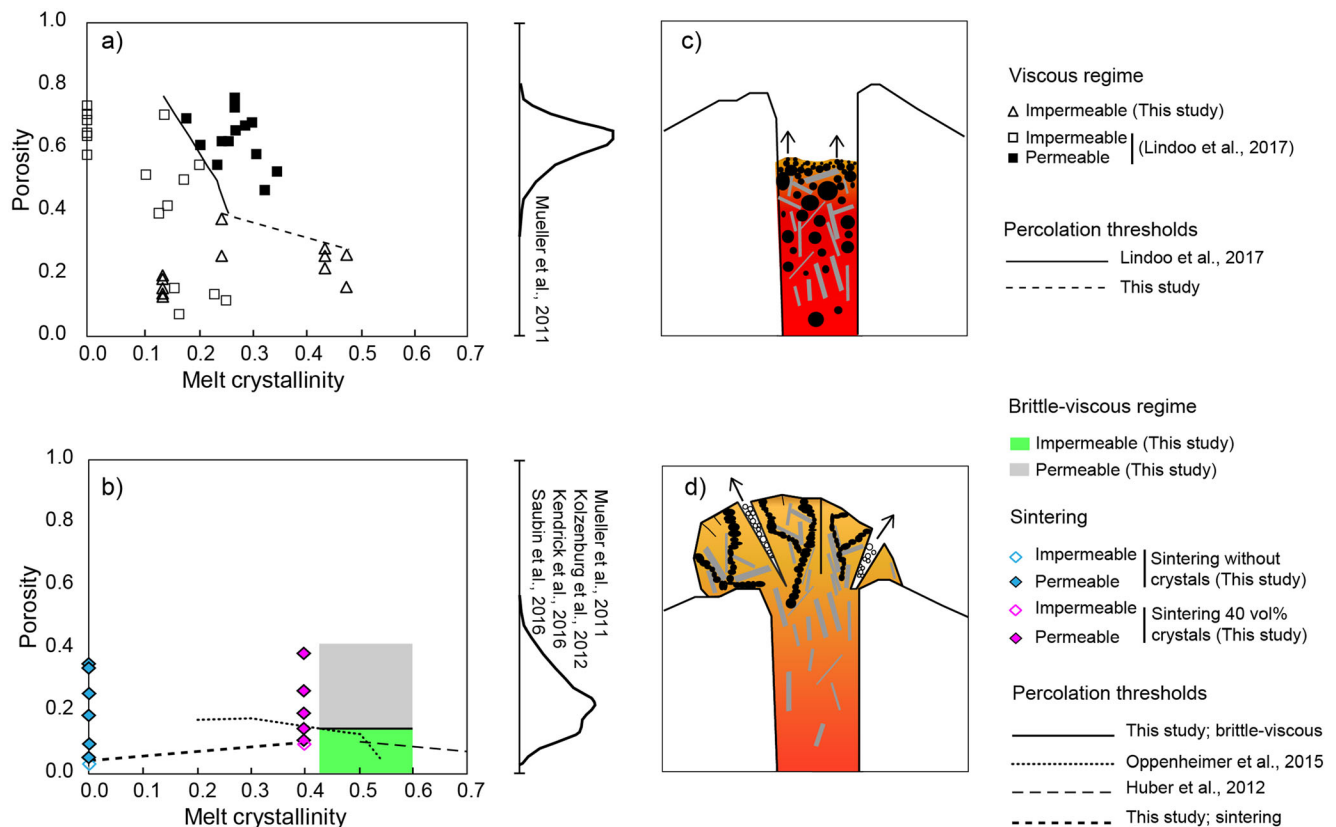 a)
Porosity
1.0
0.8
0.6
0.4
0.2
0.0
0.0 0.1 0.2 0.3 0.4 0.5 0.6 0.7
Melt crystallinity
Mueller et al., 2011
c)
Viscous regime
Impermeable (This study)
Impermeable
Permeable
(Lindoo et al., 2017)
Percolation thresholds
Lindoo et al., 2017
This study
b)
Porosity
1.0
0.8
0.6
0.4
0.2
0.0
0.0 0.1 0.2 0.3 0.4 0.5 0.6 0.7
Melt crystallinity
Mueller et al., 2011
Kolzenburg et al., 2012
Kendrick et al., 2016
Saubin et al., 2016
d)
Brittle-viscous regime
Impermeable (This study)
Permeable (This study)
Sintering
Impermeable
Permeable
Sintering without
crystals (This study)
Impermeable
Permeable
Sintering 40 vol%
crystals (This study)
Percolation thresholds
This study; brittle-viscous
Oppenheimer et al., 2015
Huber et al., 2012
This study; sintering